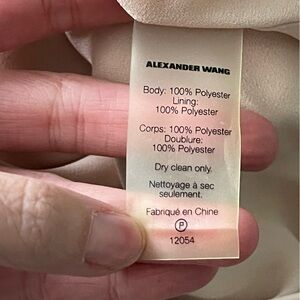 ALEXANDER WANG
Body: 100% Polyester
Lining:
100% Polyester
Corps: 100% Polyester
Doublure:
100% Polyester
Dry clean only.
Nettoyage à sec
seulement.
Fabriqué en Chine
P
12054